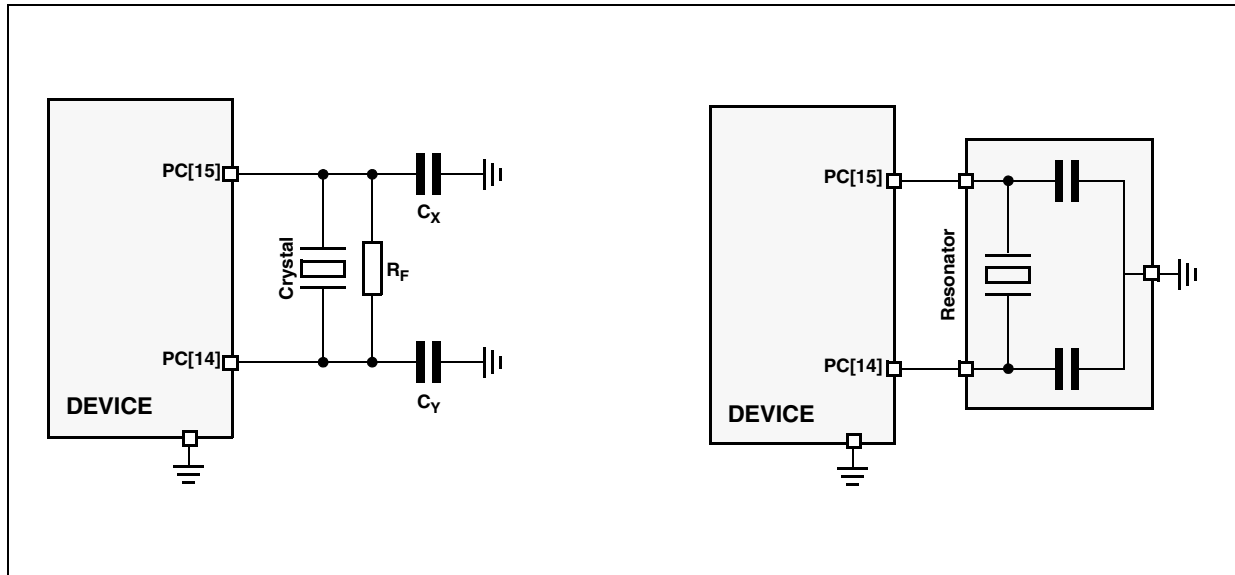 PC[15]
C_X
Crystal
R_F
PC[14]
C_Y
DEVICE
PC[15]
Resonator
PC[14]
DEVICE